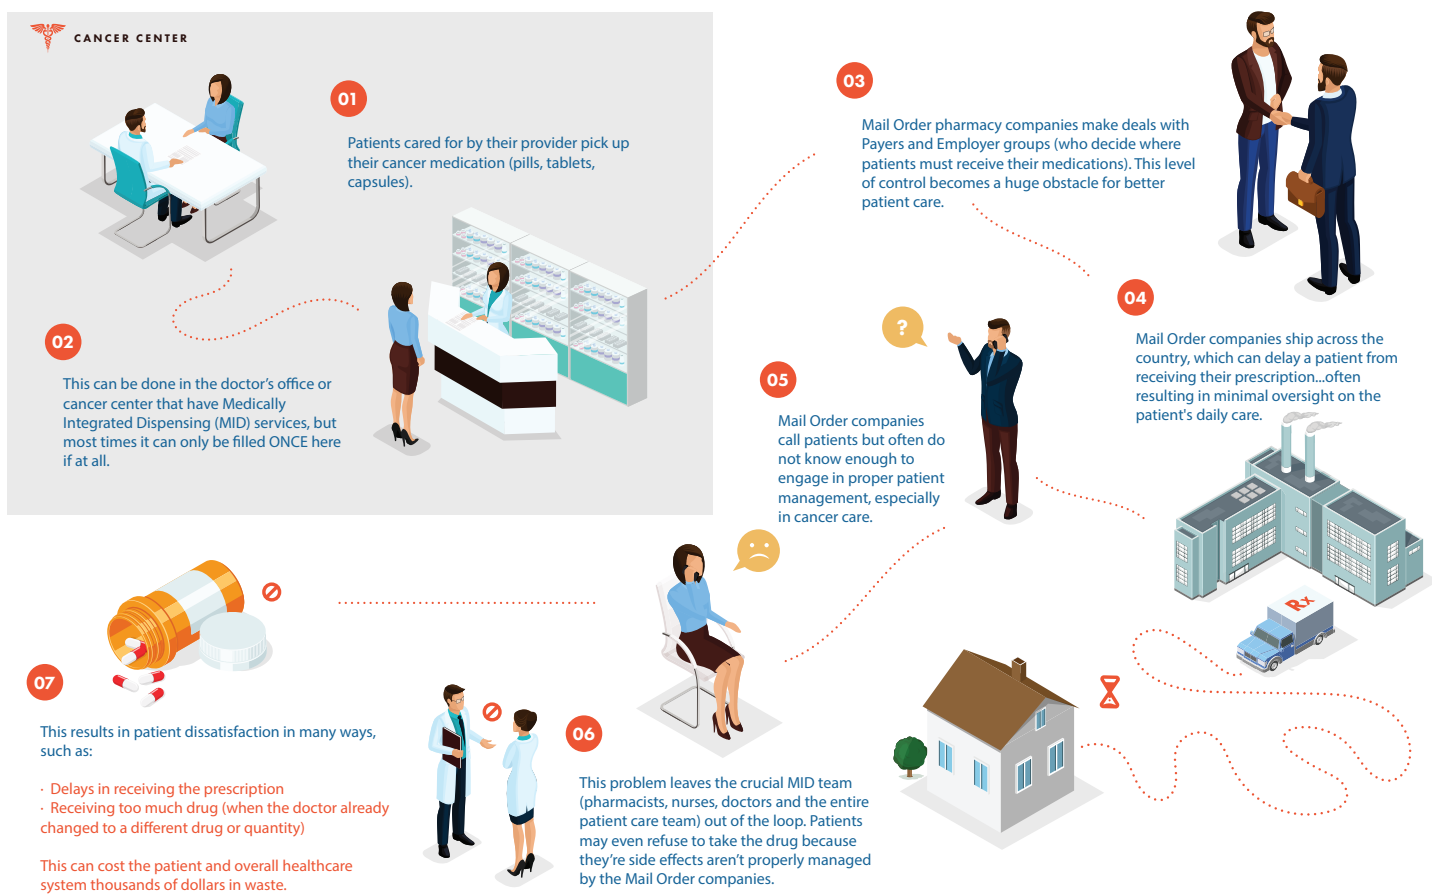 CANCER CENTER
01
Patients cared for by their provider pick up
their cancer medication (pills, tablets,
capsules).
02
This can be done in the doctor’s office or
cancer center that have Medically
Integrated Dispensing (MID) services, but
most times it can only be filled ONCE here
if at all.
03
Mail Order pharmacy companies make deals with
Payers and Employer groups (who decide where
patients must receive their medications). This level
of control becomes a huge obstacle for better
patient care.
04
Mail Order companies ship across the
country, which can delay a patient from
receiving their prescription...often
resulting in minimal oversight on the
patient's daily care.
Rx
?
05
Mail Order companies
call patients but often do
not know enough to
engage in proper patient
management, especially
in cancer care.
06
This problem leaves the crucial MID team
(pharmacists, nurses, doctors and the entire
patient care team) out of the loop. Patients
may even refuse to take the drug because
they’re side effects aren’t properly managed
by the Mail Order companies.
07
This results in patient dissatisfaction in many ways,
such as:
· Delays in receiving the prescription
· Receiving too much drug (when the doctor already
changed to a different drug or quantity)
This can cost the patient and overall healthcare
system thousands of dollars in waste.